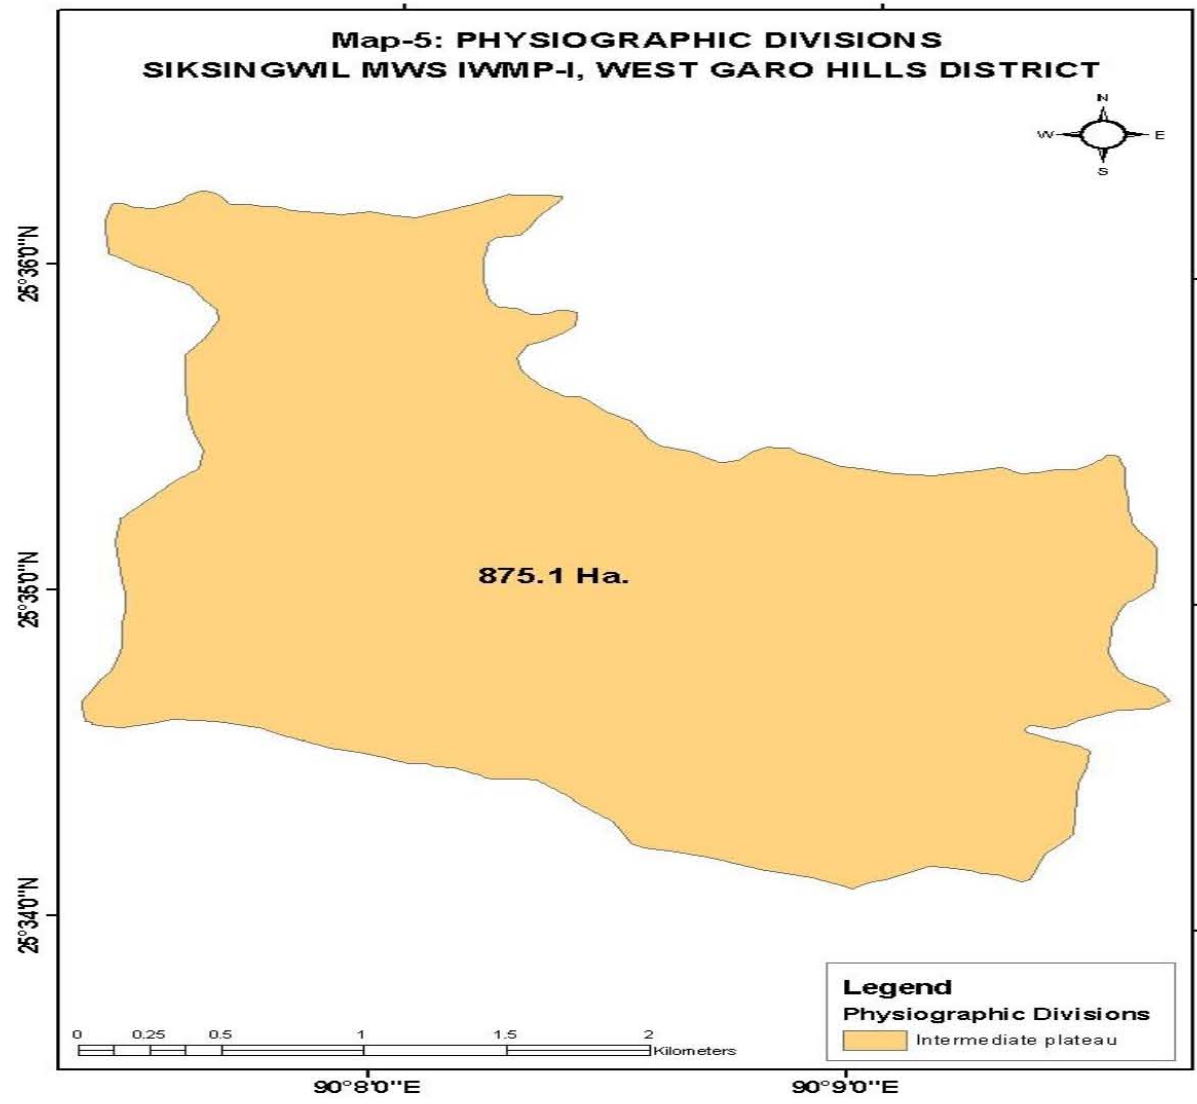 Map-5: PHYSIOGRAPHIC DIVISIONS
SIKSINGWIL MWS IWMP-I, WEST GARO HILLS DISTRICT
N
W E
S
25°36'0"N
25°35'0"N
25°34'0"N
875.1 Ha.
Legend
Physiographic Divisions
Intermediate plateau
0 0.25 0.5 1 1.5 2
Kilometers
90°8'0"E 90°9'0"E